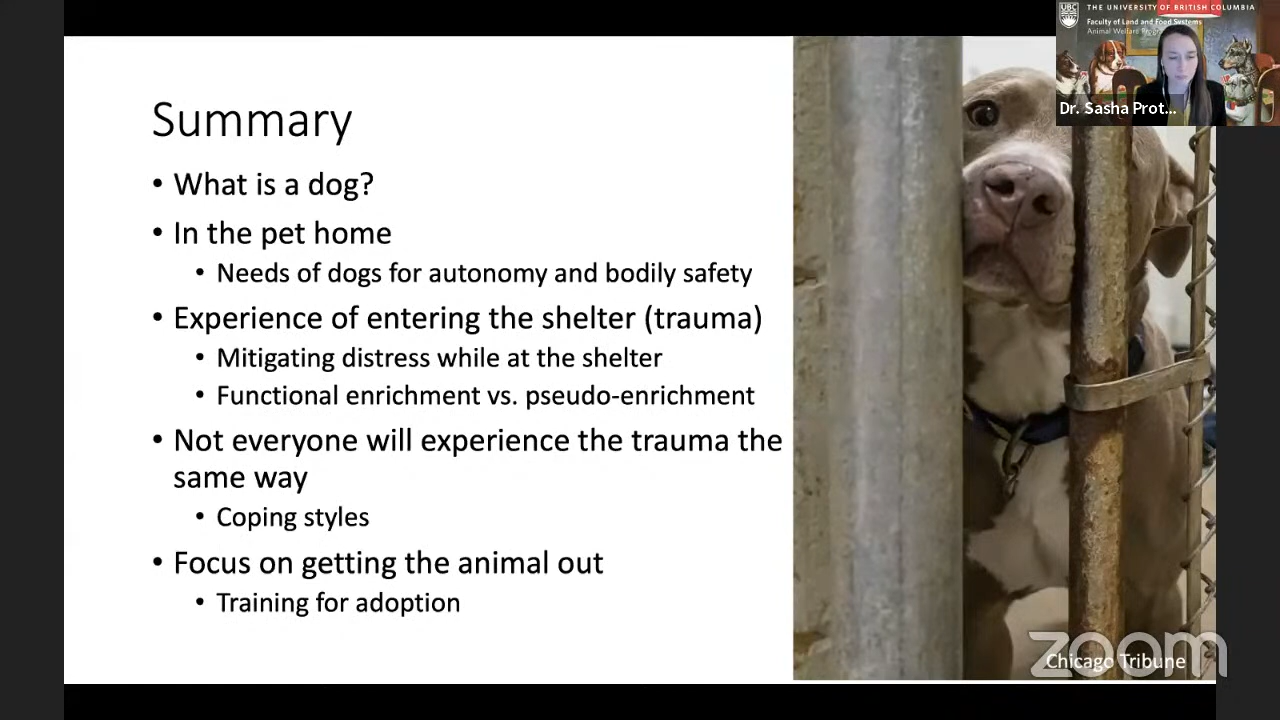 THE UNIVERSITY OF BRITISH COLUMBIA
UBC
Faculty of Land and Food Systems
Animal Welfare
Dr. Sasha Prot...
Summary
• What is a dog?
• In the pet home
• Needs of dogs for autonomy and bodily safety
• Experience of entering the shelter (trauma)
• Mitigating distress while at the shelter
• Functional enrichment vs. pseudo-enrichment
• Not everyone will experience the trauma the
same way
• Coping styles
• Focus on getting the animal out
• Training for adoption
Chicago Tribune
zoom